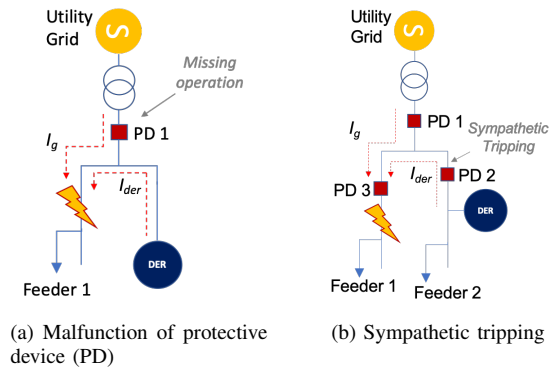 Utility
Grid
S
Missing
operation
PD 1
Ig
Ider
DER
Feeder 1
(a) Malfunction of protective
device (PD)
Utility
Grid
S
PD 1
Ig
Sympathetic
Tripping
Ider
PD 2
PD 3
DER
Feeder 1
Feeder 2
(b) Sympathetic tripping